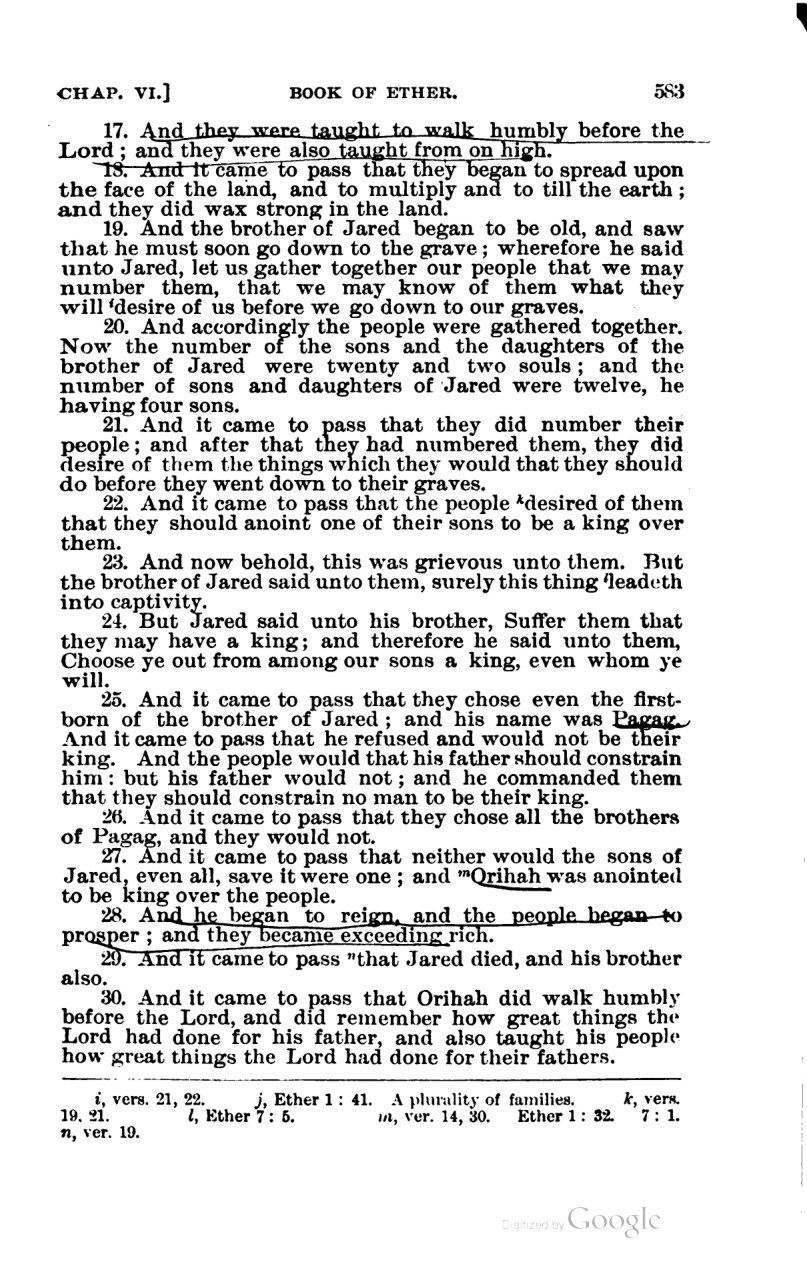 CHAP. VI.] BOOK OF ETHER. 583
17. And they were taught to walk humbly before the
Lord ; and they were also taught from on high.
18. And it came to pass that they began to spread upon
the face of the land, and to multiply and to till the earth ;
and they did wax strong in the land.
19. And the brother of Jared began to be old, and saw
that he must soon go down to the grave ; wherefore he said
unto Jared, let us gather together our people that we may
number them, that we may know of them what they
will ⁱdesire of us before we go down to our graves.
20. And accordingly the people were gathered together.
Now the number of the sons and the daughters of the
brother of Jared were twenty and two souls ; and the
number of sons and daughters of Jared were twelve, he
having four sons.
21. And it came to pass that they did number their
people ; and after that they had numbered them, they did
desire of them the things which they would that they should
do before they went down to their graves.
22. And it came to pass that the people ᵏdesired of them
that they should anoint one of their sons to be a king over
them.
23. And now behold, this was grievous unto them. But
the brother of Jared said unto them, surely this thing ˡleadeth
into captivity.
24. But Jared said unto his brother, Suffer them that
they may have a king ; and therefore he said unto them,
Choose ye out from among our sons a king, even whom ye
will.
25. And it came to pass that they chose even the first-
born of the brother of Jared ; and his name was Pagag.
And it came to pass that he refused and would not be their
king. And the people would that his father should constrain
him : but his father would not ; and he commanded them
that they should constrain no man to be their king.
26. And it came to pass that they chose all the brothers
of Pagag, and they would not.
27. And it came to pass that neither would the sons of
Jared, even all, save it were one ; and ᵐOrihah was anointed
to be king over the people.
28. And he began to reign, and the people began to
prosper ; and they became exceeding rich.
29. And it came to pass ⁿthat Jared died, and his brother
also.
30. And it came to pass that Orihah did walk humbly
before the Lord, and did remember how great things the
Lord had done for his father, and also taught his people
how great things the Lord had done for their fathers.
i, vers. 21, 22. j, Ether 1 : 41. A plurality of families. k, vers.
19, 21. l, Ether 7 : 5. m, ver. 14, 30. Ether 1 : 32. 7 : 1.
n, ver. 19.
Digitized by Google